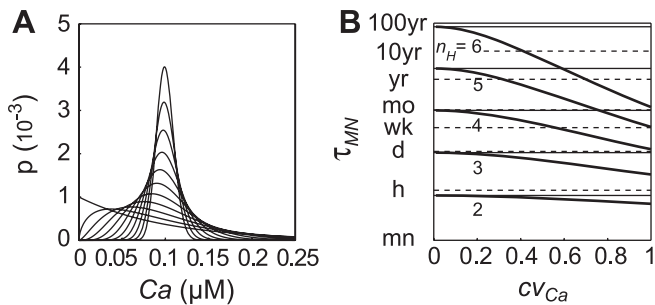 A
p (10⁻³)
5
4
3
2
1
0
0 0.05 0.10 0.15 0.20 0.25
Ca (µM)
B
τMN
100yr
10yr
yr
mo
wk
d
h
mn
nH = 6
5
4
3
2
0 0.2 0.4 0.6 0.8 1
cvCa